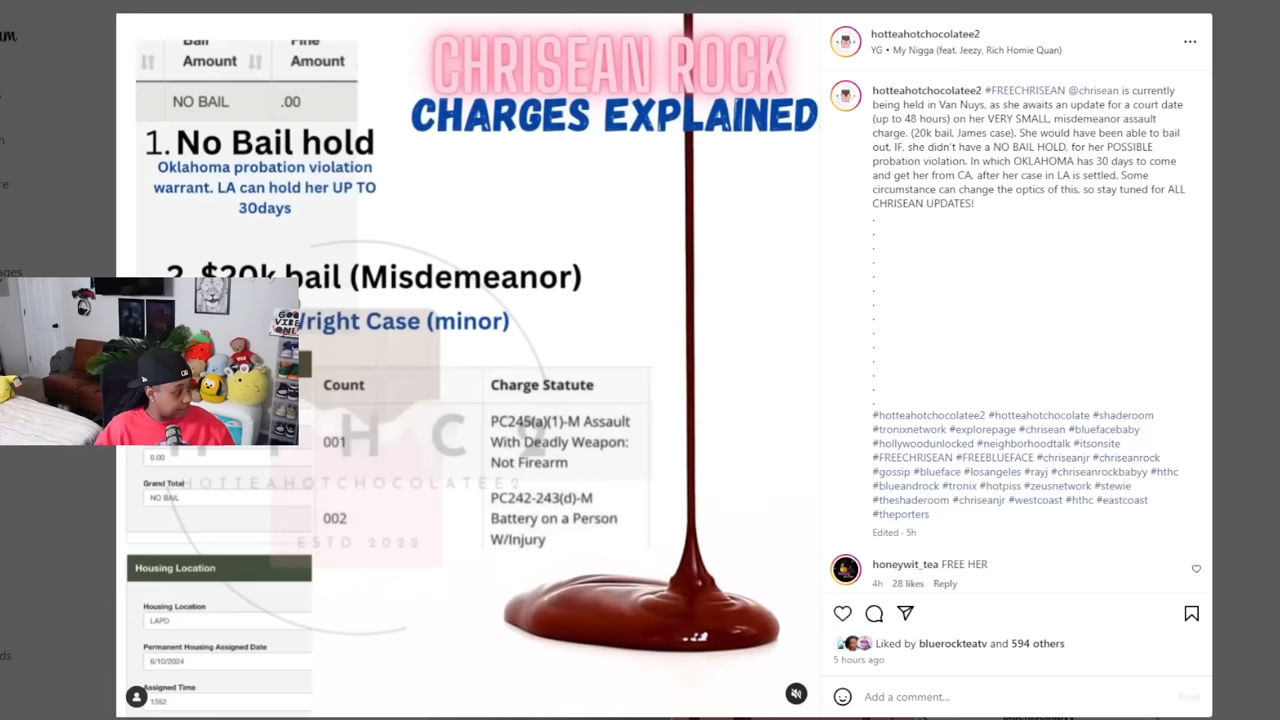 Amount
Amount
NO BAIL
.00
CHRISEAN ROCK
CHARGES EXPLAINED
1. No Bail hold
Oklahoma probation violation
warrant. LA can hold her UP TO
30days
2. $20k bail (Misdemeanor)
Wright Case (minor)
GOOD
VIBE
ONLY
Count
Charge Statute
001
PC245(a)(1)-M Assault
With Deadly Weapon:
Not Firearm
002
PC242-243(d)-M
Battery on a Person
W/Injury
H C 2
HOTTEAHOTCHOCOLATEE2
ESTD 2022
0.00
Grand Total
NO BAIL
Housing Location
Housing Location
LAPD
Permanent Housing Assigned Date
6/10/2024
Assigned Time
1352
hotteahotchocolatee2
YG • My Nigga (feat. Jeezy, Rich Homie Quan)
hotteahotchocolatee2 #FREECHRISEAN @chrisean is currently
being held in Van Nuys, as she awaits an update for a court date
(up to 48 hours) on her VERY SMALL, misdemeanor assault
charge. (20k bail, James case). She would have been able to bail
out, IF, she didn't have a NO BAIL HOLD, for her POSSIBLE
probation violation. In which OKLAHOMA has 30 days to come
and get her from CA, after her case in LA is settled. Some
circumstance can change the optics of this, so stay tuned for ALL
CHRISEAN UPDATES!
.
.
.
.
.
.
.
.
.
.
.
.
.
.
#hotteahotchocolatee2 #hotteahotchocolate #shaderoom
#tronixnetwork #explorepage #chrisean #bluefacebaby
#hollywoodunlocked #neighborhoodtalk #itsonsite
#FREECHRISEAN #FREEBLUEFACE #chriseanjr #chriseanrock
#gossip #blueface #losangeles #rayj #chriseanrockbabyy #hthc
#blueandrock #tronix #hotpiss #zeusnetwork #stewie
#theshaderoom #chriseanjr #westcoast #hthc #eastcoast
#theporters
Edited · 5h
honeywit_tea FREE HER
4h 28 likes Reply
Liked by bluerockteatv and 594 others
5 hours ago
Add a comment...
Post